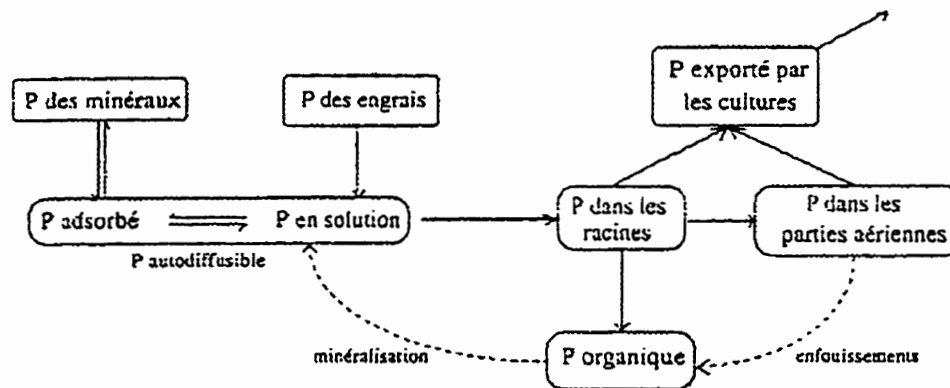 P exporté par
les cultures
P des minéraux
P des engrais
P adsorbé
P en solution
P autodiffusible
P dans les
racines
P dans les
parties aériennes
minéralisation
P organique
enfouissements